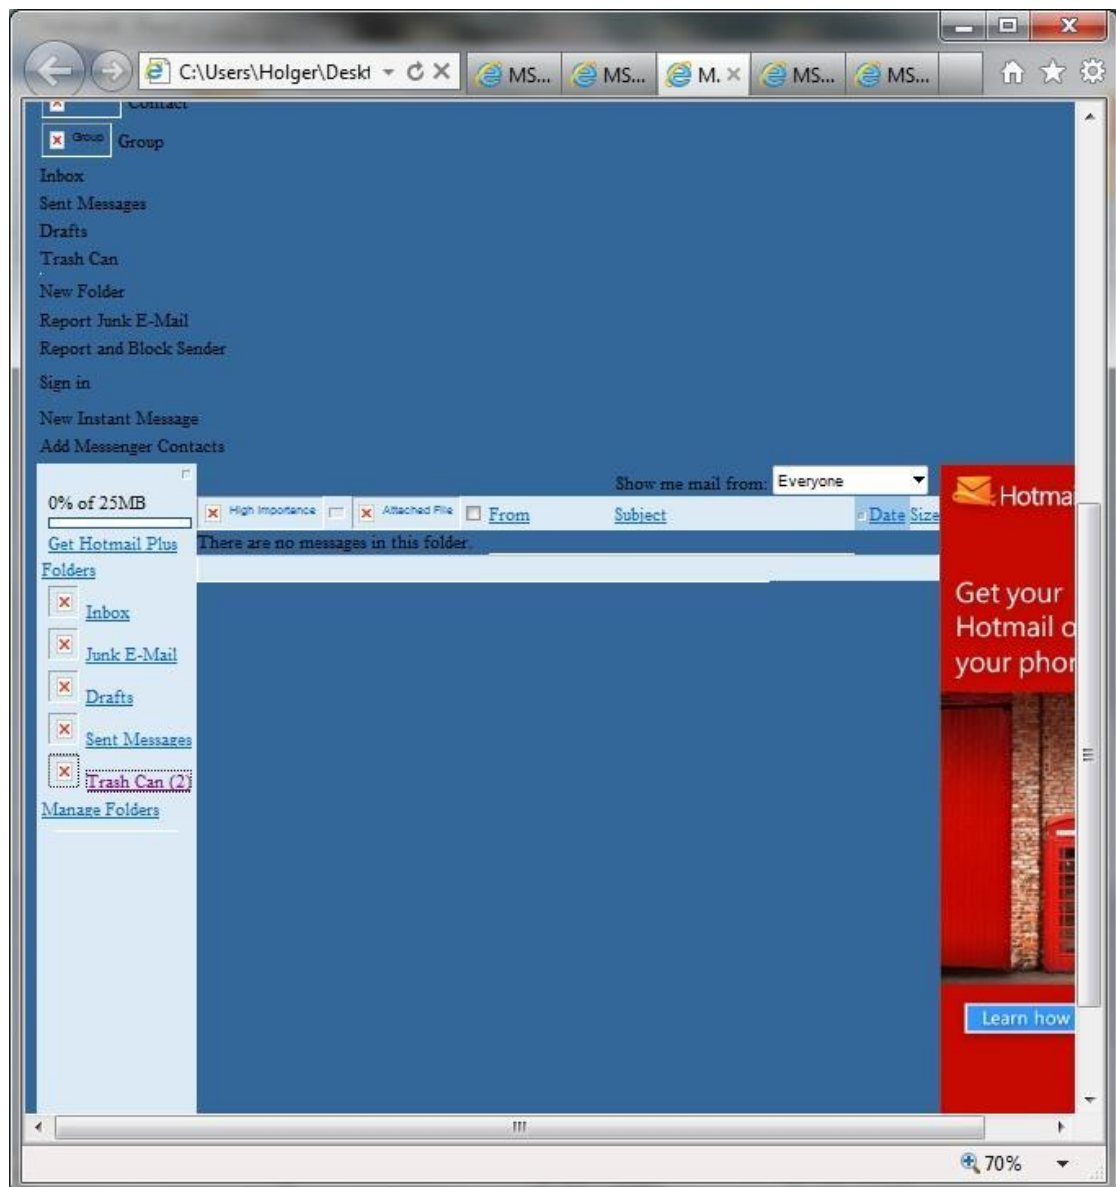 C:\Users\Holger\Deskt
MS...
MS...
M.
MS...
MS...
Contact
Group Group
Inbox
Sent Messages
Drafts
Trash Can
New Folder
Report Junk E-Mail
Report and Block Sender
Sign in
New Instant Message
Add Messenger Contacts
Show me mail from: Everyone
0% of 25MB
High Importance Attached File From Subject Date Size
Get Hotmail Plus
There are no messages in this folder.
Folders
Inbox
Junk E-Mail
Drafts
Sent Messages
Trash Can (2)
Manage Folders
Hotma
Get your
Hotmail o
your phor
Learn how
70%